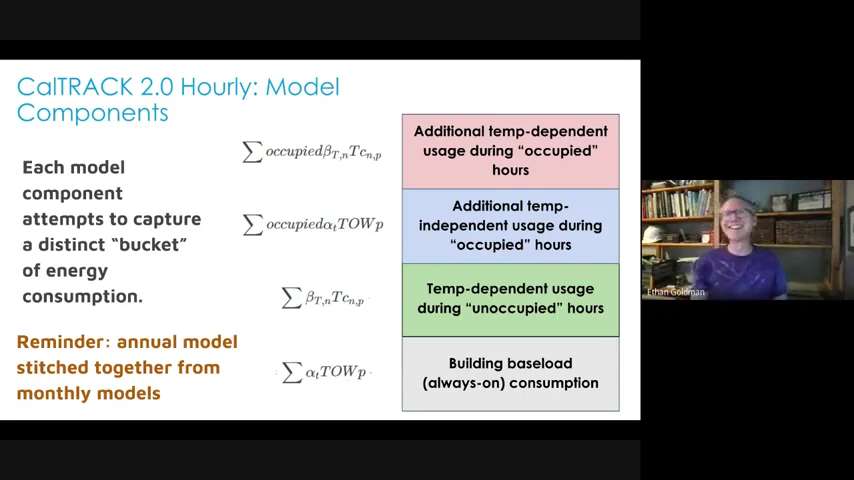 CalTRACK 2.0 Hourly: Model
Components
Each model
component
attempts to capture
a distinct “bucket”
of energy
consumption.
Reminder: annual model
stitched together from
monthly models
∑ occupiedβ_{T,n}Tc_{n,p}
∑ occupiedα_tTOWp
∑ β_{T,n}Tc_{n,p}
∑ α_tTOWp
Additional temp-dependent
usage during “occupied”
hours
Additional temp-
independent usage during
“occupied” hours
Temp-dependent usage
during “unoccupied” hours
Building baseload
(always-on) consumption
Ethan Goldman